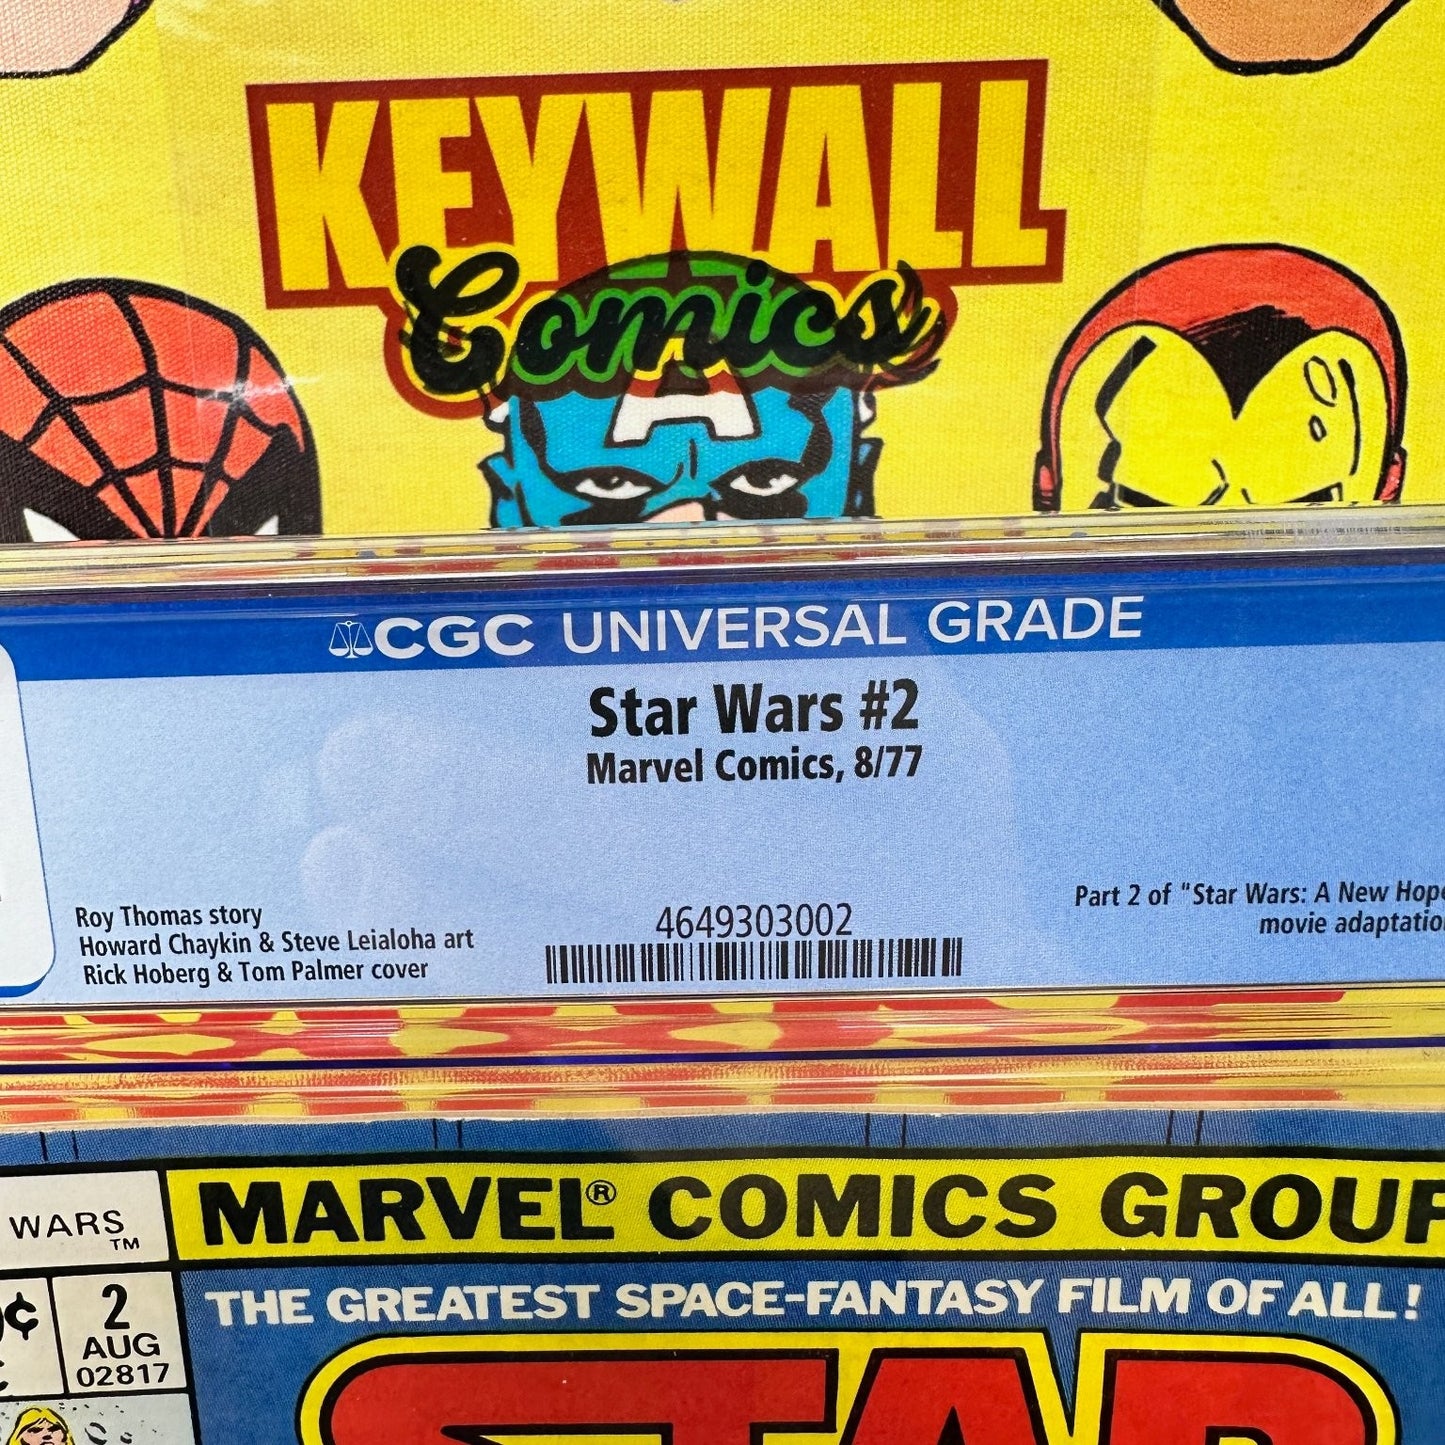 KEYWALL
Comics
A
CGC UNIVERSAL GRADE
Star Wars #2
Marvel Comics, 8/77
Roy Thomas story
Howard Chaykin & Steve Leialoha art
Rick Hoberg & Tom Palmer cover
4649303002
Part 2 of "Star Wars: A New Hope
movie adaptation
WARS
TM
MARVEL® COMICS GROUP
¢
2
AUG
02817
THE GREATEST SPACE-FANTASY FILM OF ALL!
STAR